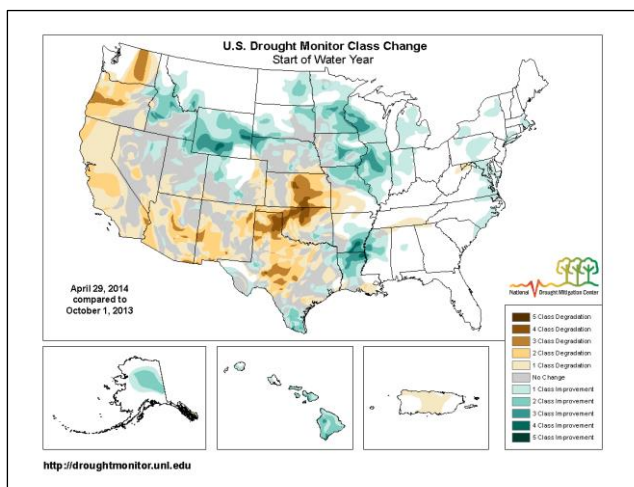 U.S. Drought Monitor Class Change
Start of Water Year
April 29, 2014
compared to
October 1, 2013
National Drought Mitigation Center
5 Class Degradation
4 Class Degradation
3 Class Degradation
2 Class Degradation
1 Class Degradation
No Change
1 Class Improvement
2 Class Improvement
3 Class Improvement
4 Class Improvement
5 Class Improvement
http://droughtmonitor.unl.edu